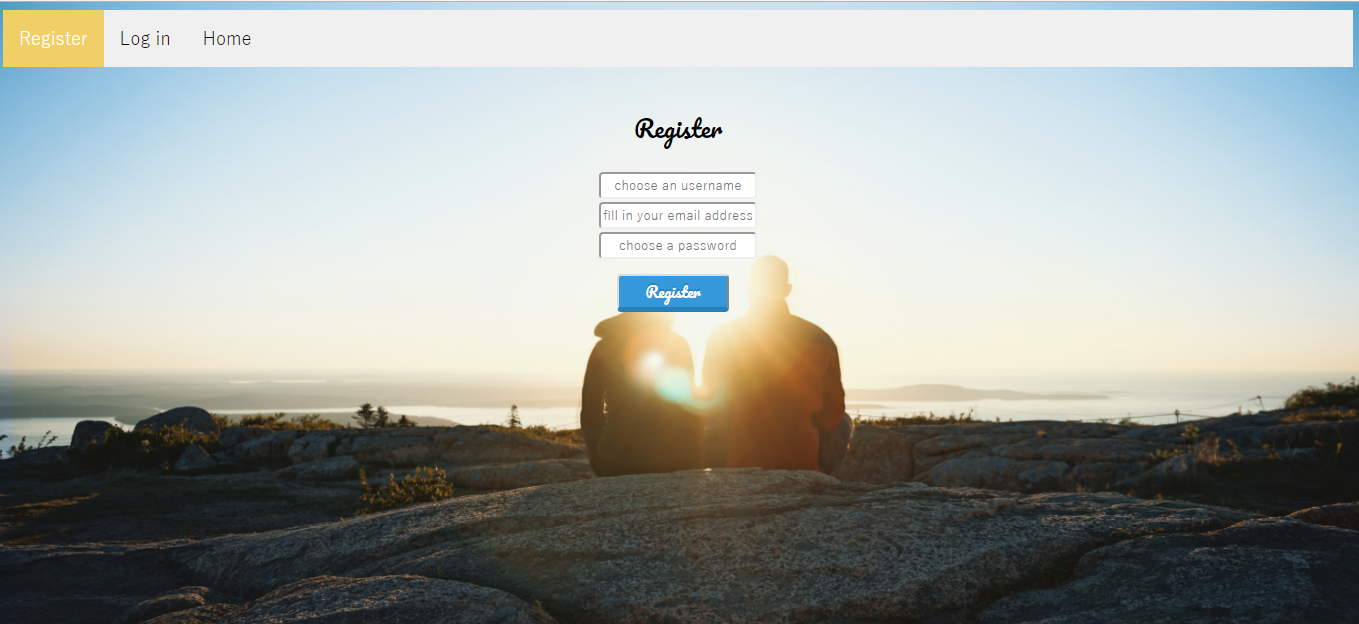 Register Log in Home
Register
choose an username
fill in your email address
choose a password
Register